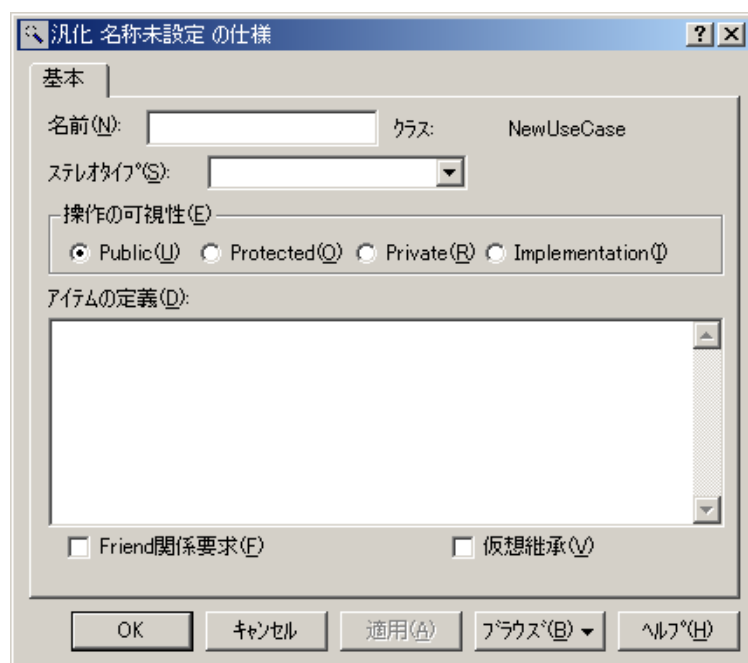 汎化 名称未設定 の仕様
基本
名前(N): ｸﾗｽ: NewUseCase
ｽﾃﾚｵﾀｲﾌﾟ(S):
操作の可視性(E)
Public(U) Protected(O) Private(R) Implementation(I)
ｱｲﾃﾑの定義(D):
Friend関係要求(F) 仮想継承(V)
OK ｷｬﾝｾﾙ 適用(A) ﾌﾞﾗｳｽﾞ(B) ﾍﾙﾌﾟ(H)